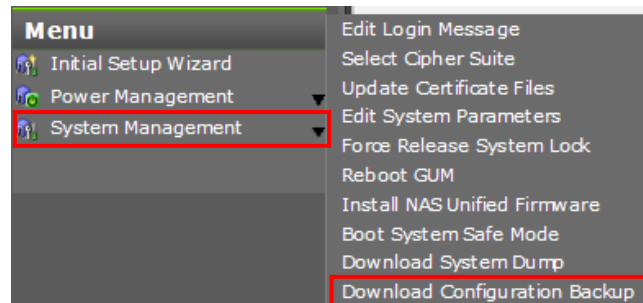 Menu
Initial Setup Wizard
Power Management
System Management
Edit Login Message
Select Cipher Suite
Update Certificate Files
Edit System Parameters
Force Release System Lock
Reboot GUM
Install NAS Unified Firmware
Boot System Safe Mode
Download System Dump
Download Configuration Backup